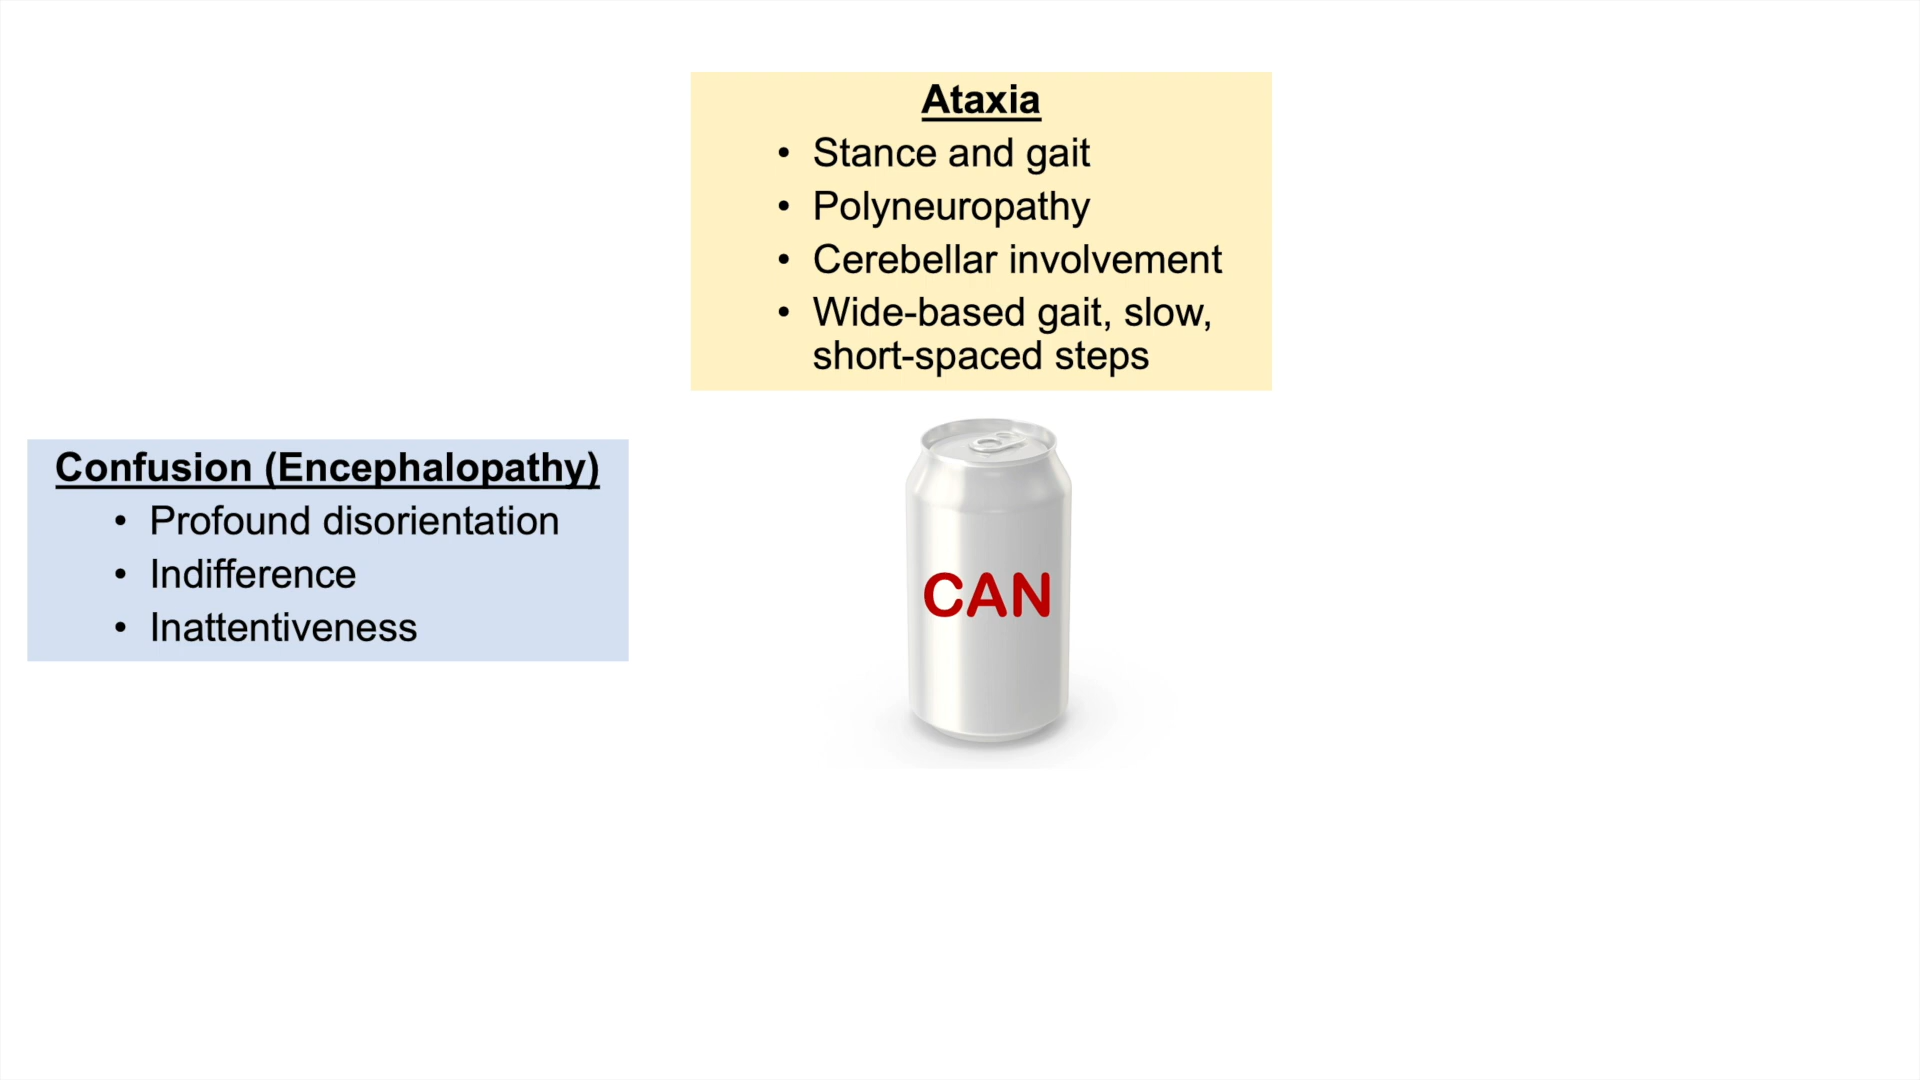 Ataxia
• Stance and gait
• Polyneuropathy
• Cerebellar involvement
• Wide-based gait, slow,
short-spaced steps
Confusion (Encephalopathy)
• Profound disorientation
• Indifference
• Inattentiveness
CAN